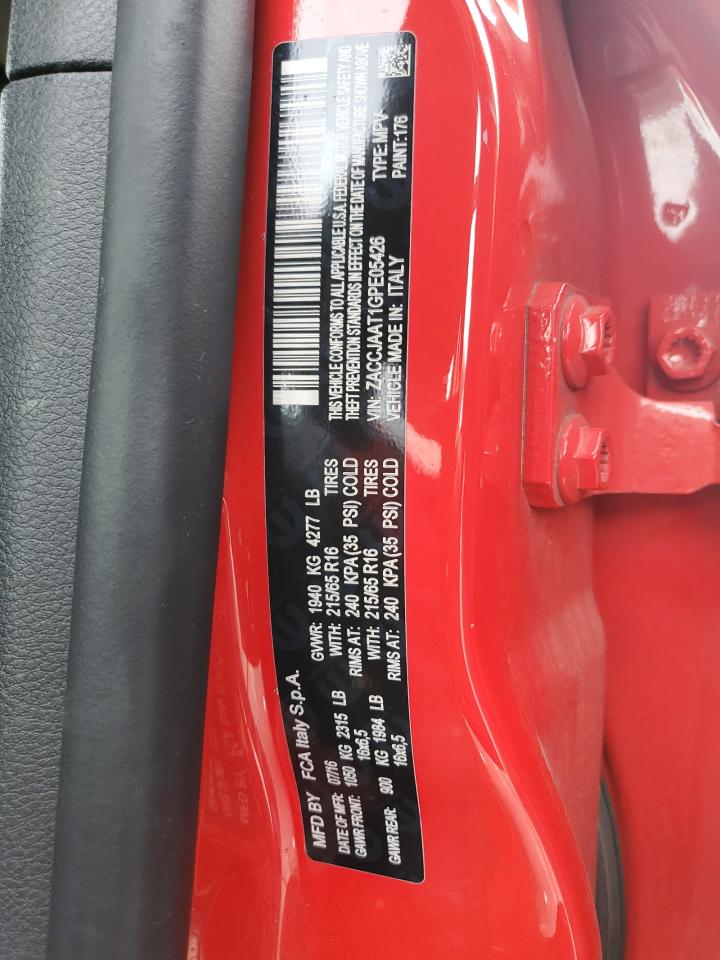 MFD BY FCA Italy S.p.A.
DATE OF MFR: 07/16 GVWR: 1940 KG 4277 LB
GAWR FRONT: 1050 KG 2315 LB WITH: 215/65 R16 TIRES
16x6,5 RIMS AT: 240 KPA(35 PSI) COLD
GAWR REAR: 900 KG 1984 LB WITH: 215/65 R16 TIRES
16x6,5 RIMS AT: 240 KPA(35 PSI) COLD
THIS VEHICLE CONFORMS TO ALL APPLICABLE U.S.A. FEDERAL MOTOR VEHICLE SAFETY AND
THEFT PREVENTION STANDARDS IN EFFECT ON THE DATE OF MANUFACTURE SHOWN ABOVE
VIN: ZACCJAAT1GPE05426 TYPE:MPV
VEHICLE MADE IN: ITALY PAINT:176